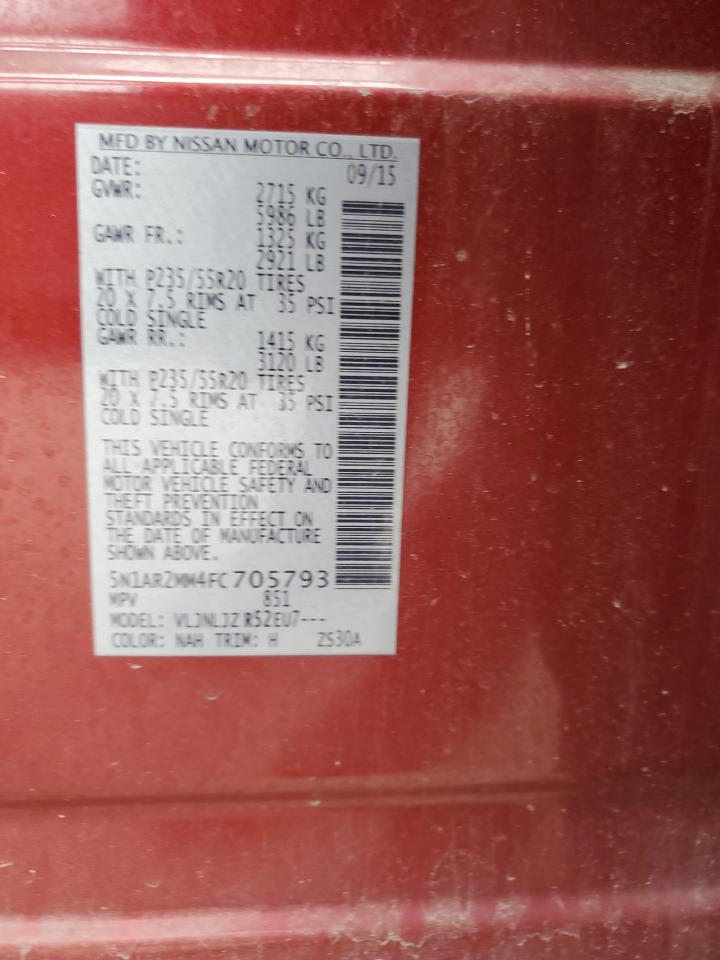 MFD BY NISSAN MOTOR CO., LTD.
DATE: 09/15
GVWR: 2715 KG
5986 LB
GAWR FR.: 1325 KG
2921 LB
WITH P235/55R20 TIRES
20 X 7.5 RIMS AT 35 PSI
COLD SINGLE
GAWR RR.: 1415 KG
3120 LB
WITH P235/55R20 TIRES
20 X 7.5 RIMS AT 35 PSI
COLD SINGLE
THIS VEHICLE CONFORMS TO
ALL APPLICABLE FEDERAL
MOTOR VEHICLE SAFETY AND
THEFT PREVENTION
STANDARDS IN EFFECT ON
THE DATE OF MANUFACTURE
SHOWN ABOVE.
5N1AR2MM4FC705793
MPV 851
MODEL: VLJNLJZ R52EU7---
COLOR: NAH TRIM: H ZS30A